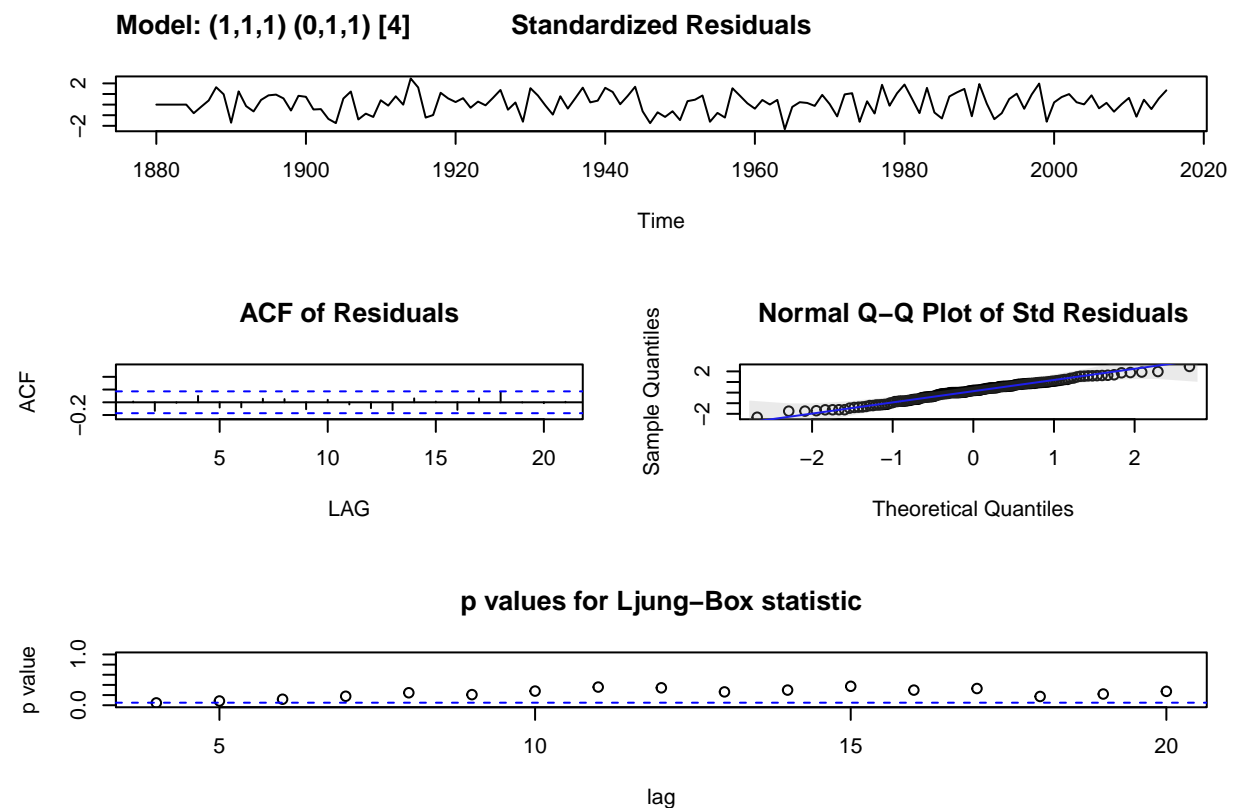 Model: (1,1,1) (0,1,1) [4] Standardized Residuals
2
−2
1880 1900 1920 1940 1960 1980 2000 2020
Time
ACF of Residuals
ACF
−0.2
5 10 15 20
LAG
Normal Q−Q Plot of Std Residuals
Sample Quantiles
2
−2
−2 −1 0 1 2
Theoretical Quantiles
p values for Ljung−Box statistic
p value
1.0
0.0
5 10 15 20
lag